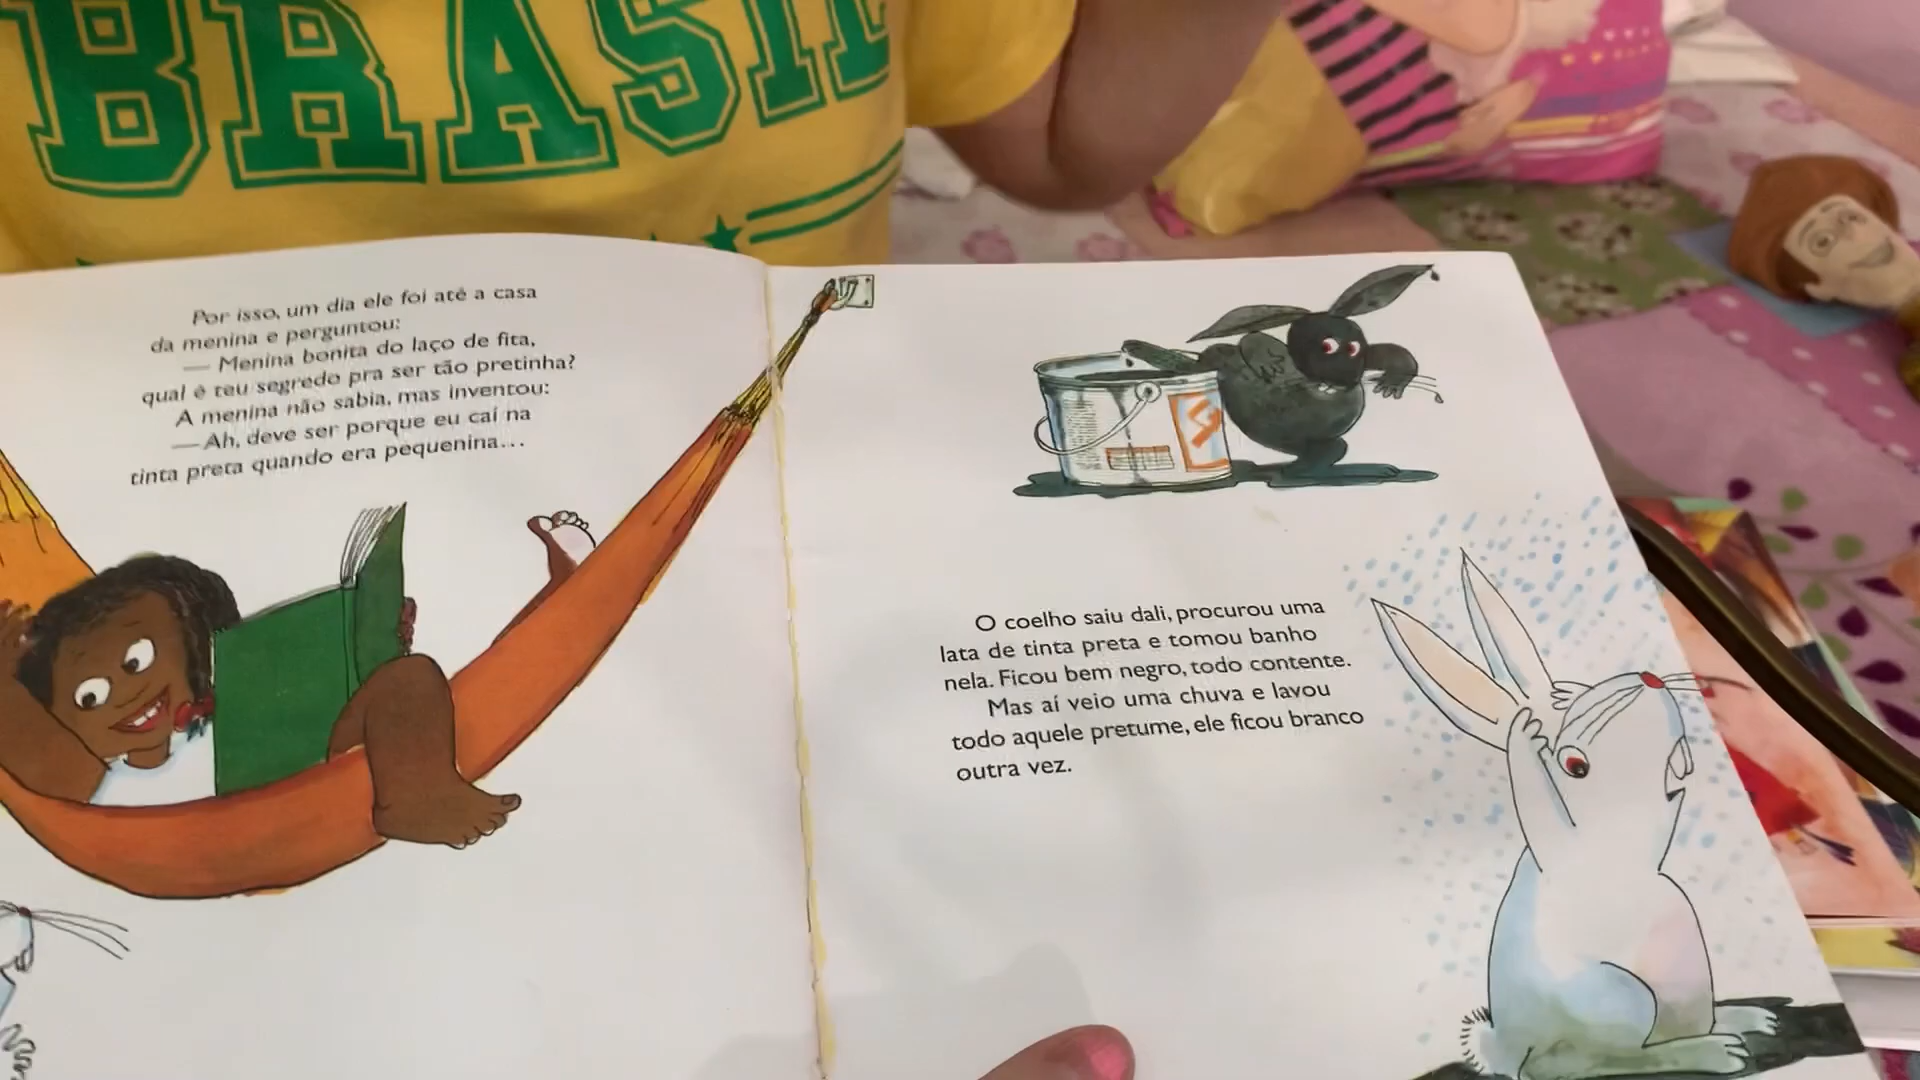 BRASIL
Por isso, um dia ele foi até a casa
da menina e perguntou:
— Menina bonita do laço de fita,
qual é teu segredo pra ser tão pretinha?
A menina não sabia, mas inventou:
— Ah, deve ser porque eu caí na
tinta preta quando era pequenina...
O coelho saiu dali, procurou uma
lata de tinta preta e tomou banho
nela. Ficou bem negro, todo contente.
Mas aí veio uma chuva e lavou
todo aquele pretume, ele ficou branco
outra vez.